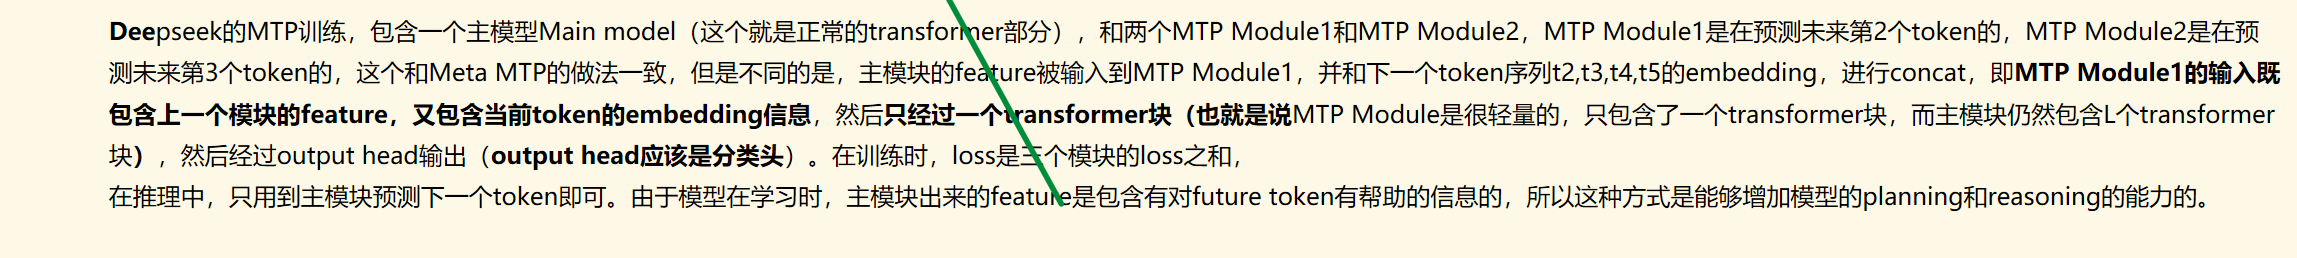 Deepseek的MTP训练，包含一个主模型Main model（这个就是正常的transformer部分），和两个MTP Module1和MTP Module2，MTP Module1是在预测未来第2个token的，MTP Module2是在预
测未来第3个token的，这个和Meta MTP的做法一致，但是不同的是，主模块的feature被输入到MTP Module1，并和下一个token序列t2,t3,t4,t5的embedding，进行concat，即MTP Module1的输入既
包含上一个模块的feature，又包含当前token的embedding信息，然后只经过一个transformer块（也就是说MTP Module是很轻量的，只包含了一个transformer块，而主模块仍然包含L个transformer
块），然后经过output head输出（output head应该是分类头）。在训练时，loss是三个模块的loss之和，
在推理中，只用到主模块预测下一个token即可。由于模型在学习时，主模块出来的feature是包含有对future token有帮助的信息的，所以这种方式是能够增加模型的planning和reasoning的能力的。